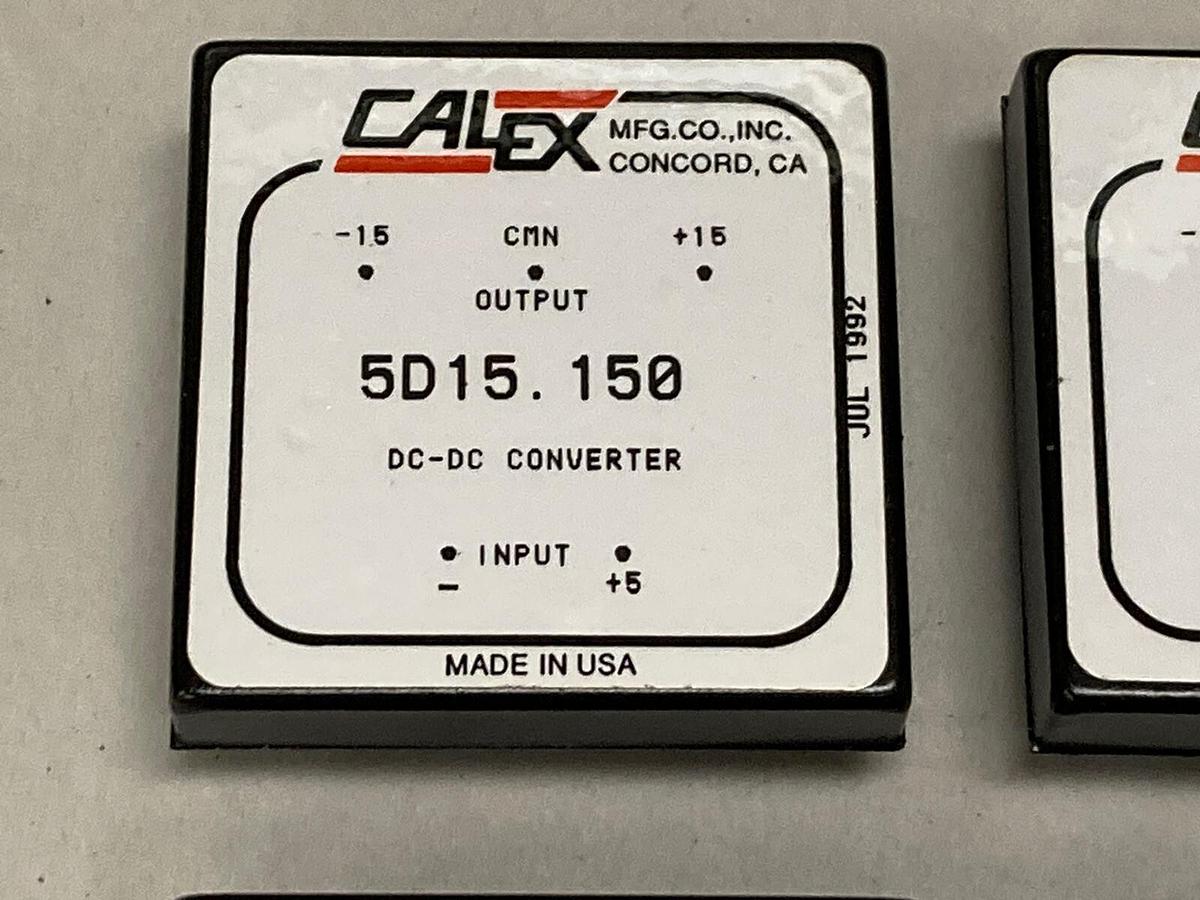 CALEX MFG.CO.,INC.
CONCORD, CA
-15 CMN +15
OUTPUT
5D15.150
DC-DC CONVERTER
INPUT
- +5
JUL 1992
MADE IN USA